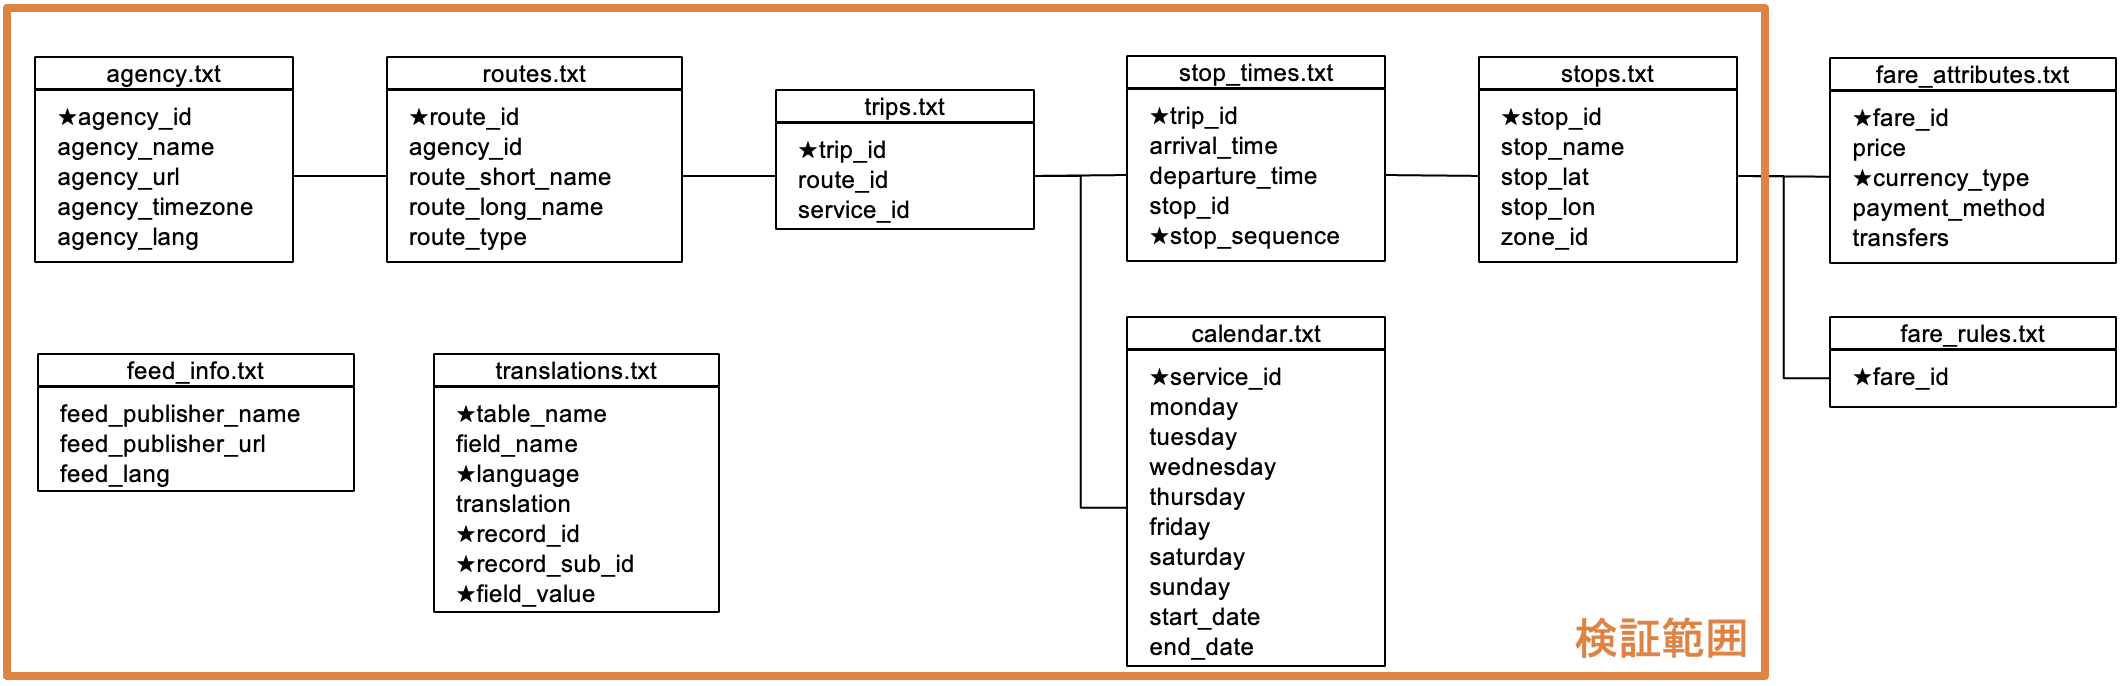 agency.txt
★agency_id
agency_name
agency_url
agency_timezone
agency_lang
routes.txt
★route_id
agency_id
route_short_name
route_long_name
route_type
trips.txt
★trip_id
route_id
service_id
stop_times.txt
★trip_id
arrival_time
departure_time
stop_id
★stop_sequence
stops.txt
★stop_id
stop_name
stop_lat
stop_lon
zone_id
fare_attributes.txt
★fare_id
price
★currency_type
payment_method
transfers
feed_info.txt
feed_publisher_name
feed_publisher_url
feed_lang
translations.txt
★table_name
field_name
★language
translation
★record_id
★record_sub_id
★field_value
calendar.txt
★service_id
monday
tuesday
wednesday
thursday
friday
saturday
sunday
start_date
end_date
fare_rules.txt
★fare_id
検証範囲